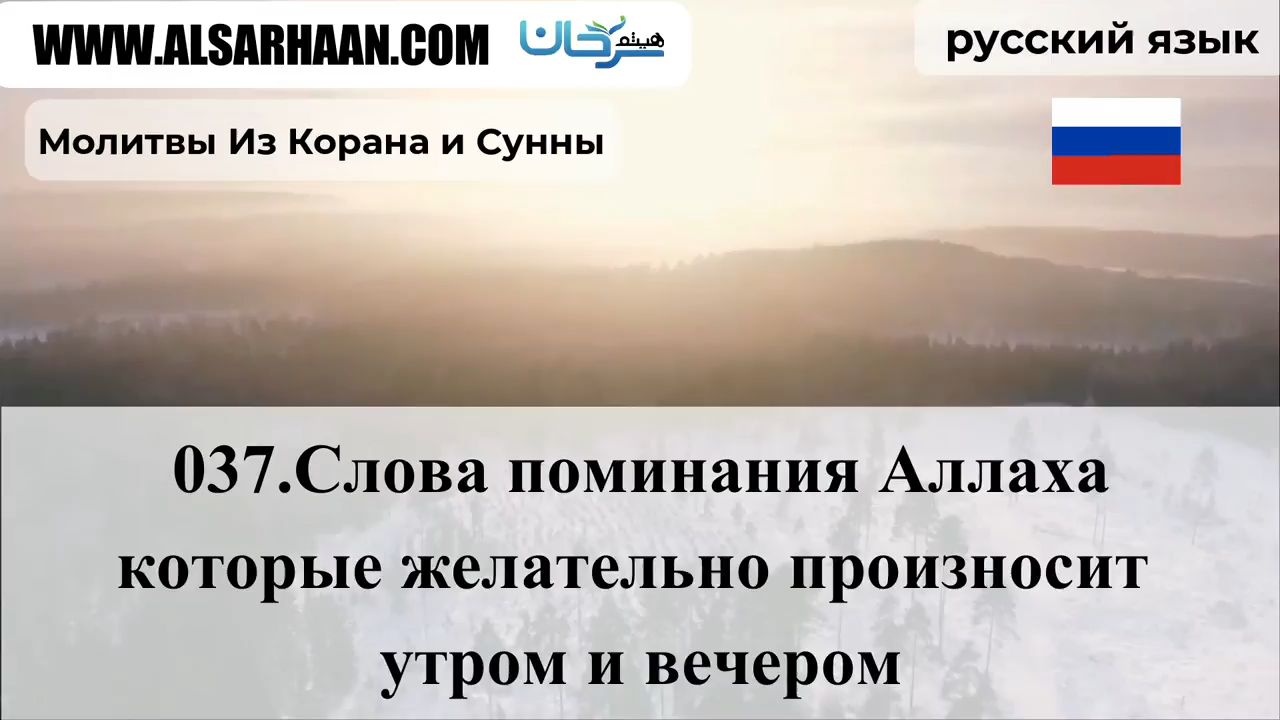 WWW.ALSARHAAN.COM هيثم سرحان
русский язык
Молитвы Из Корана и Сунны
037.Слова поминания Аллаха
которые желательно произносит
утром и вечером